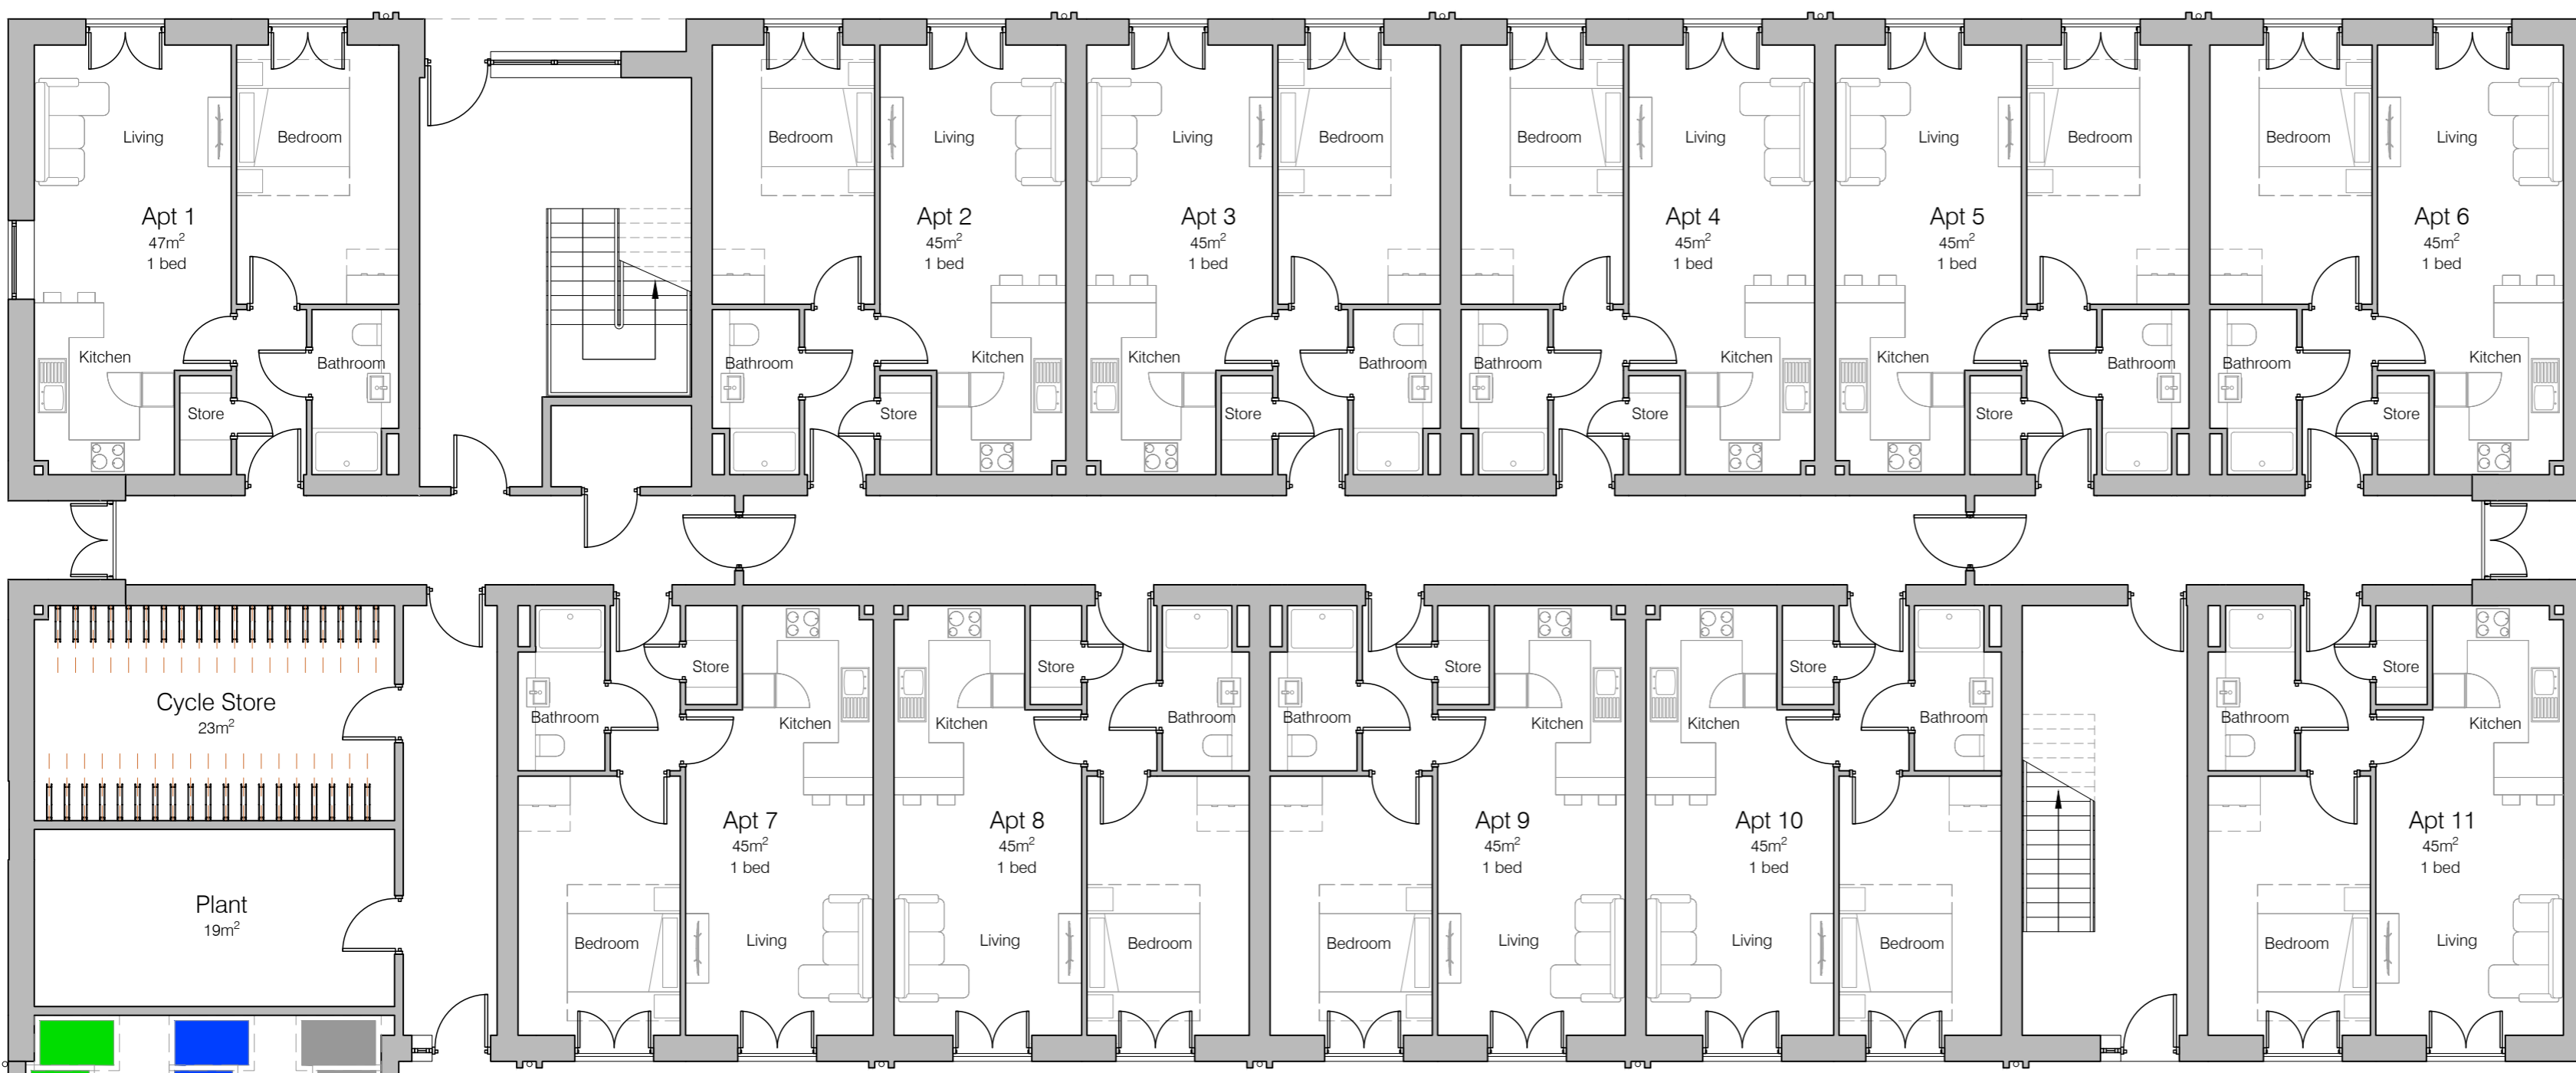 Living
Bedroom
Apt 1
47m²
1 bed
Kitchen
Bathroom
Store
Bedroom
Living
Apt 2
45m²
1 bed
Bathroom
Kitchen
Store
Living
Bedroom
Apt 3
45m²
1 bed
Kitchen
Bathroom
Store
Bedroom
Living
Apt 4
45m²
1 bed
Bathroom
Kitchen
Store
Living
Bedroom
Apt 5
45m²
1 bed
Kitchen
Bathroom
Store
Bedroom
Living
Apt 6
45m²
1 bed
Bathroom
Kitchen
Store
Cycle Store
23m²
Plant
19m²
Store
Bathroom
Kitchen
Apt 7
45m²
1 bed
Bedroom
Living
Store
Kitchen
Bathroom
Apt 8
45m²
1 bed
Living
Bedroom
Store
Bathroom
Kitchen
Apt 9
45m²
1 bed
Bedroom
Living
Store
Kitchen
Bathroom
Apt 10
45m²
1 bed
Living
Bedroom
Store
Bathroom
Kitchen
Apt 11
45m²
1 bed
Bedroom
Living